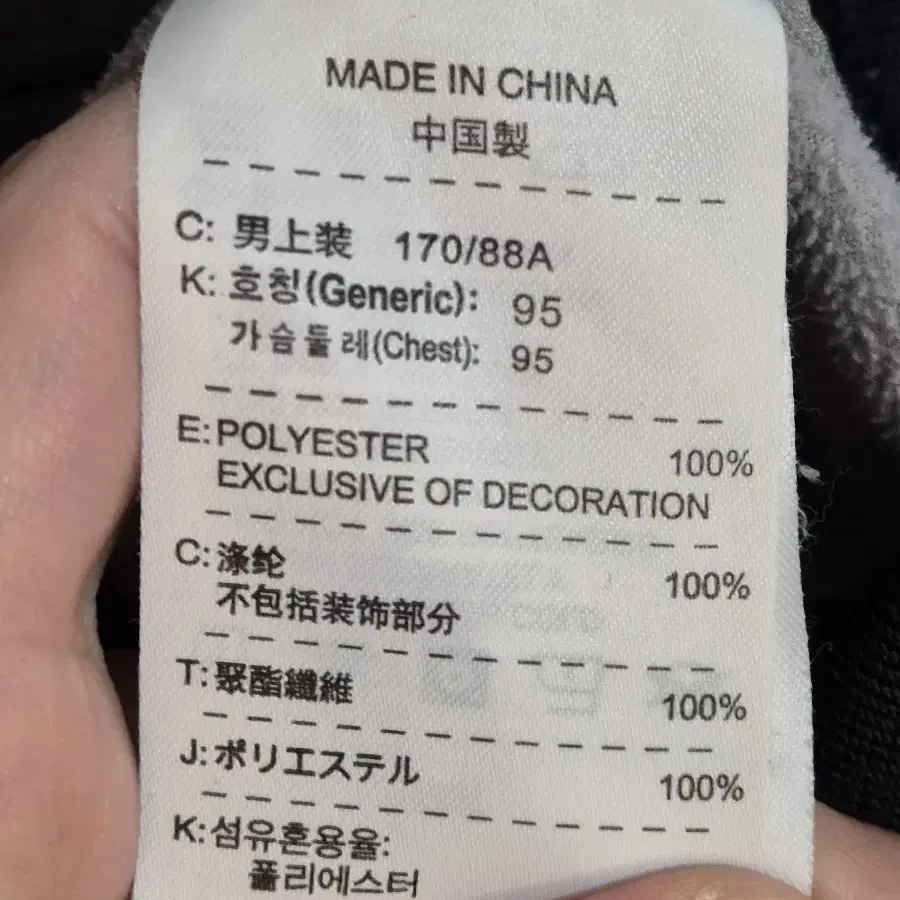 MADE IN CHINA
中国製
C: 男上装 170/88A
K: 호칭(Generic): 95
가슴둘레(Chest): 95
E: POLYESTER 100%
EXCLUSIVE OF DECORATION
C: 涤纶 100%
不包括装饰部分
T: 聚酯纖維 100%
J: ポリエステル 100%
K: 섬유혼용율:
폴리에스터